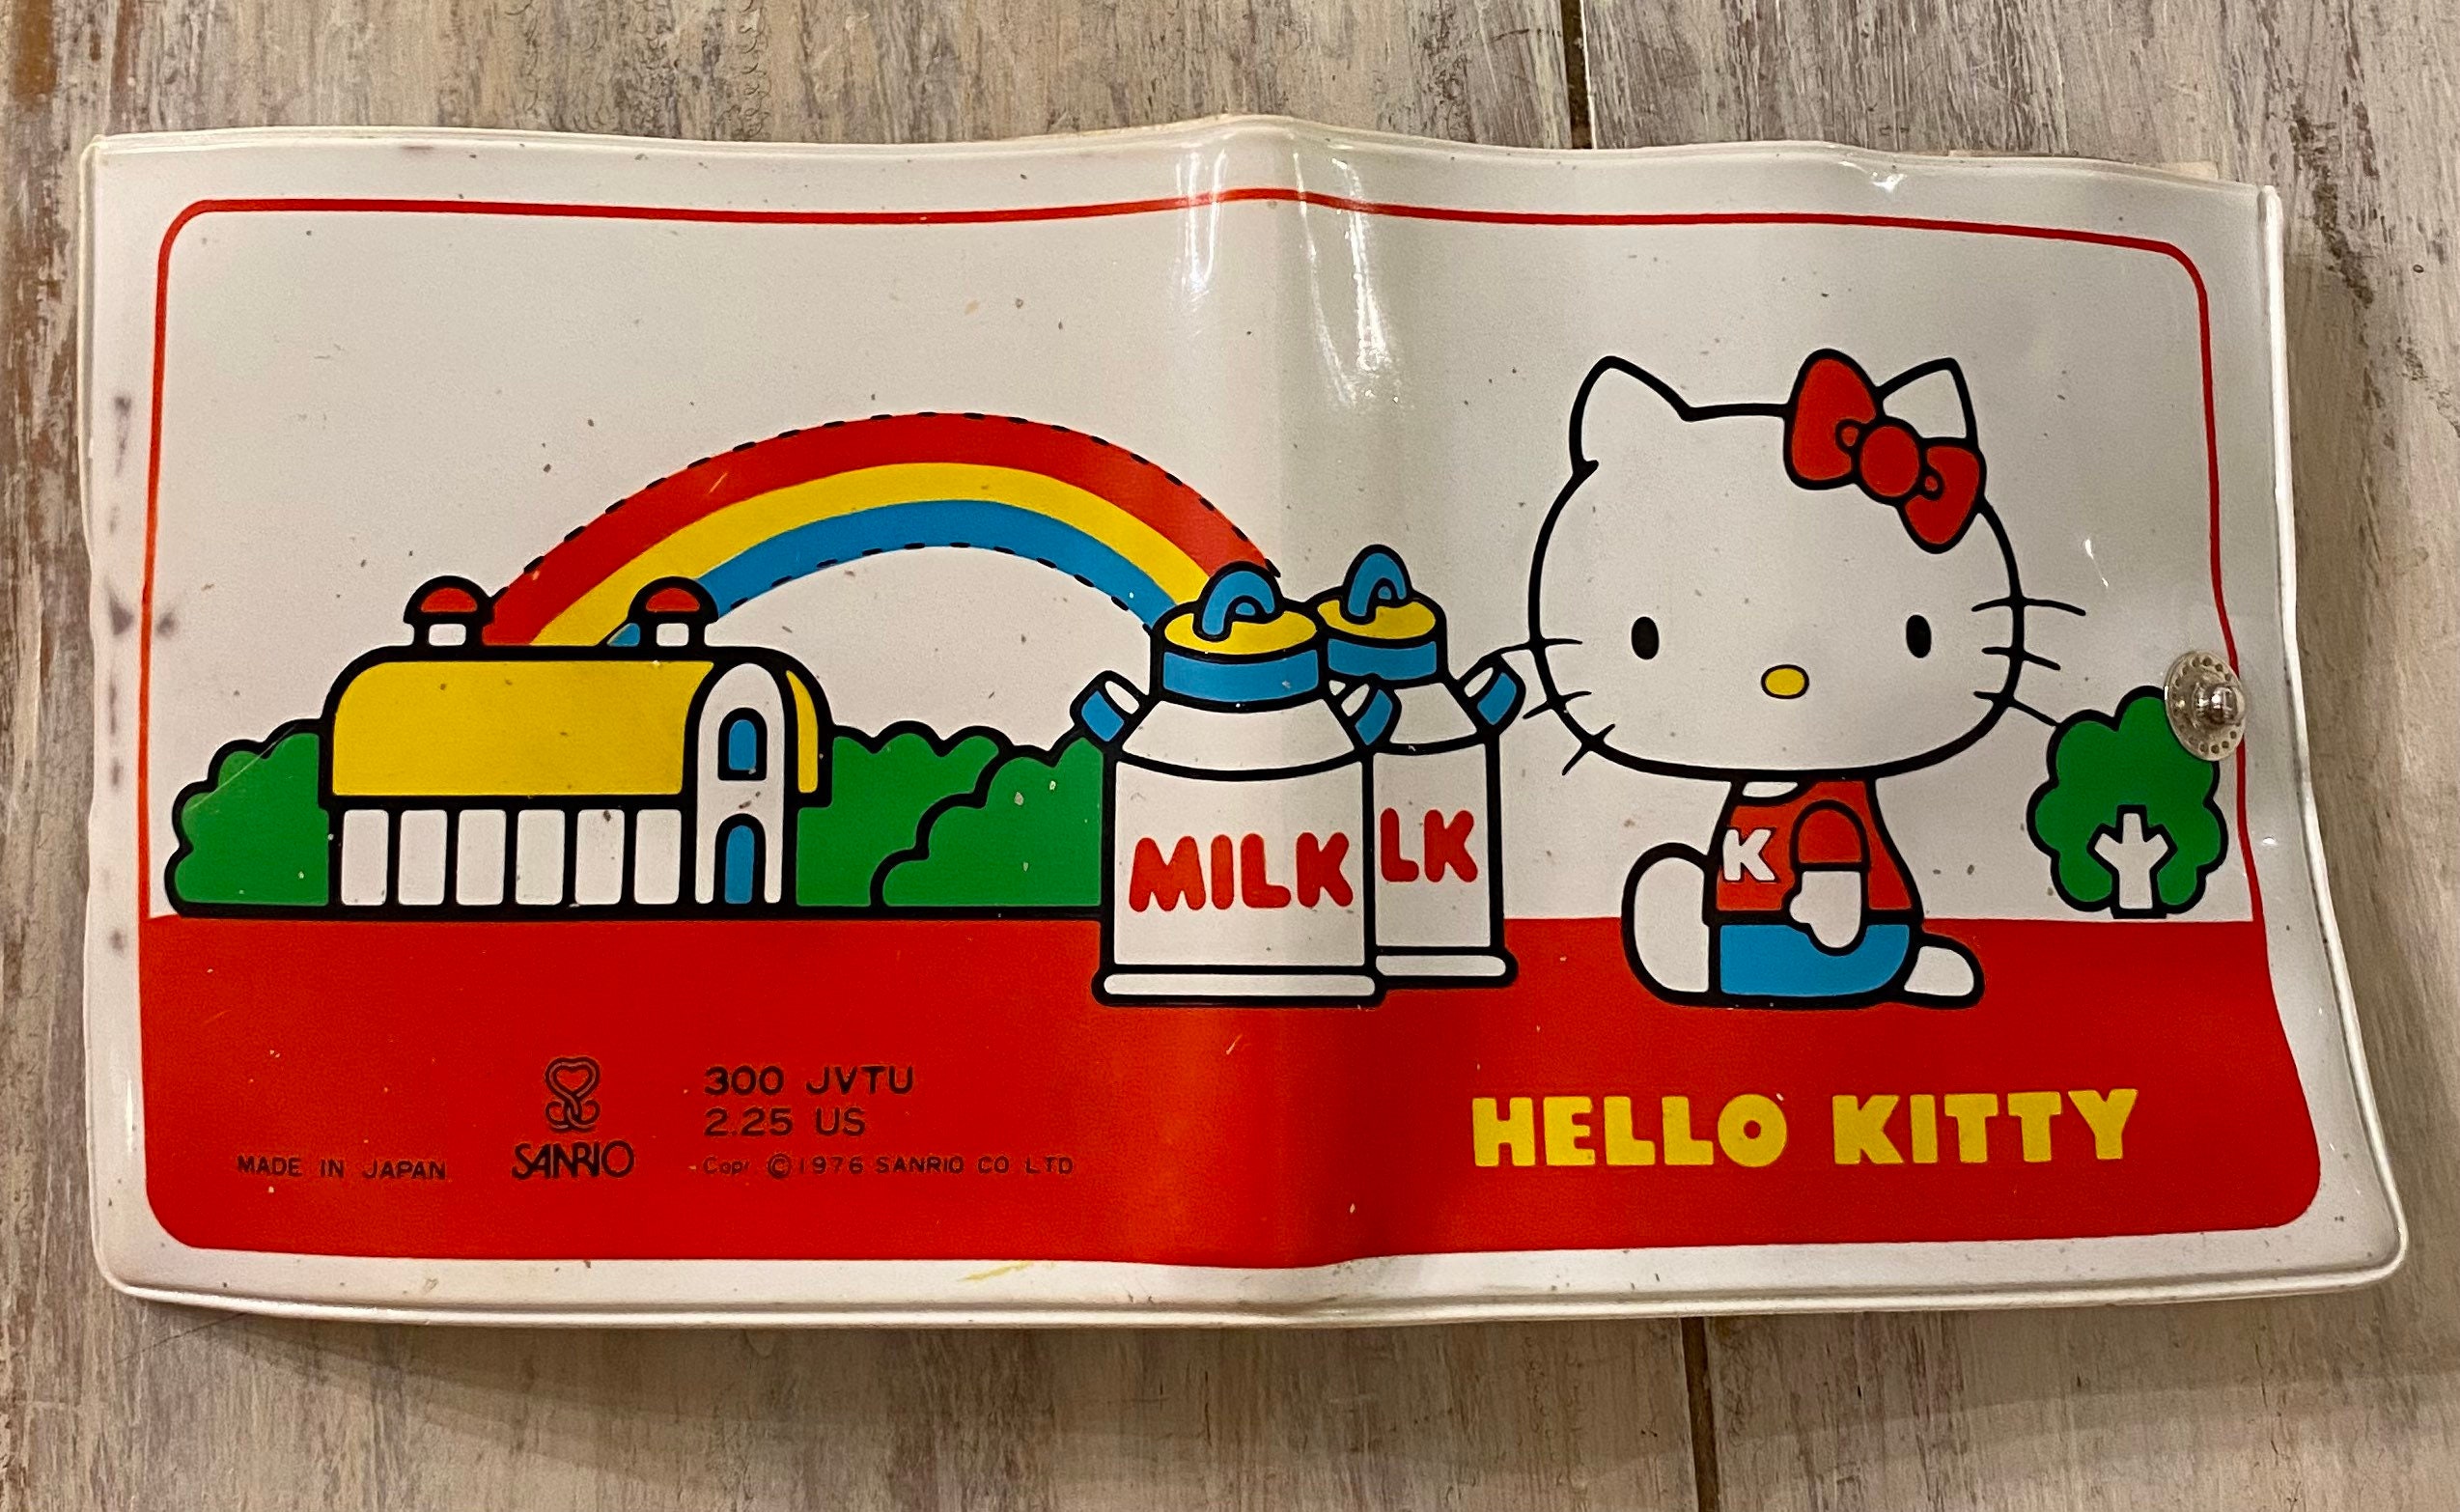 MILK
LK
K
300 JVTU
2.25 US
MADE IN JAPAN
SANRIO
Copr ©1976 SANRIO CO LTD
HELLO KITTY